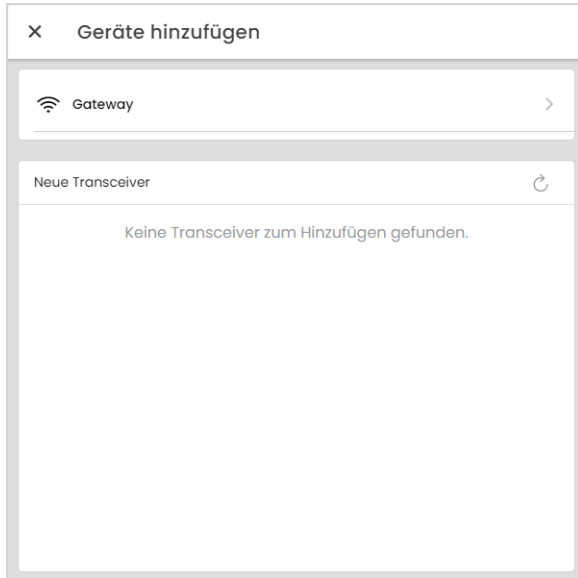 Geräte hinzufügen
Gateway
Neue Transceiver
Keine Transceiver zum Hinzufügen gefunden.